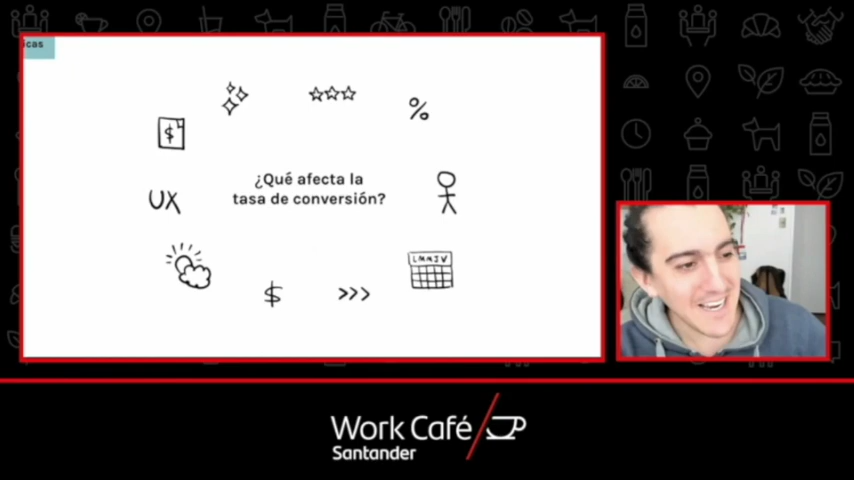 icas
%
$
¿Qué afecta la
tasa de conversión?
UX
LMMJV
$
>>>
Work Café
Santander